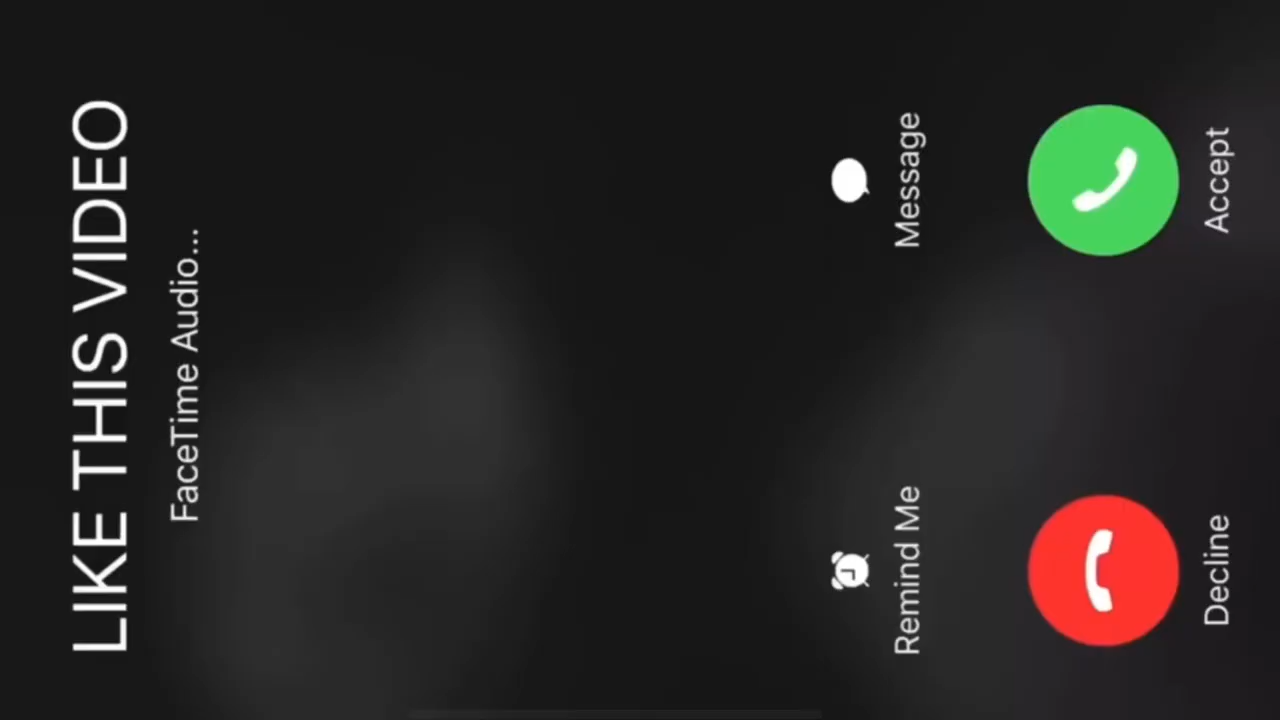 LIKE THIS VIDEO
FaceTime Audio...
Remind Me
Message
Decline
Accept